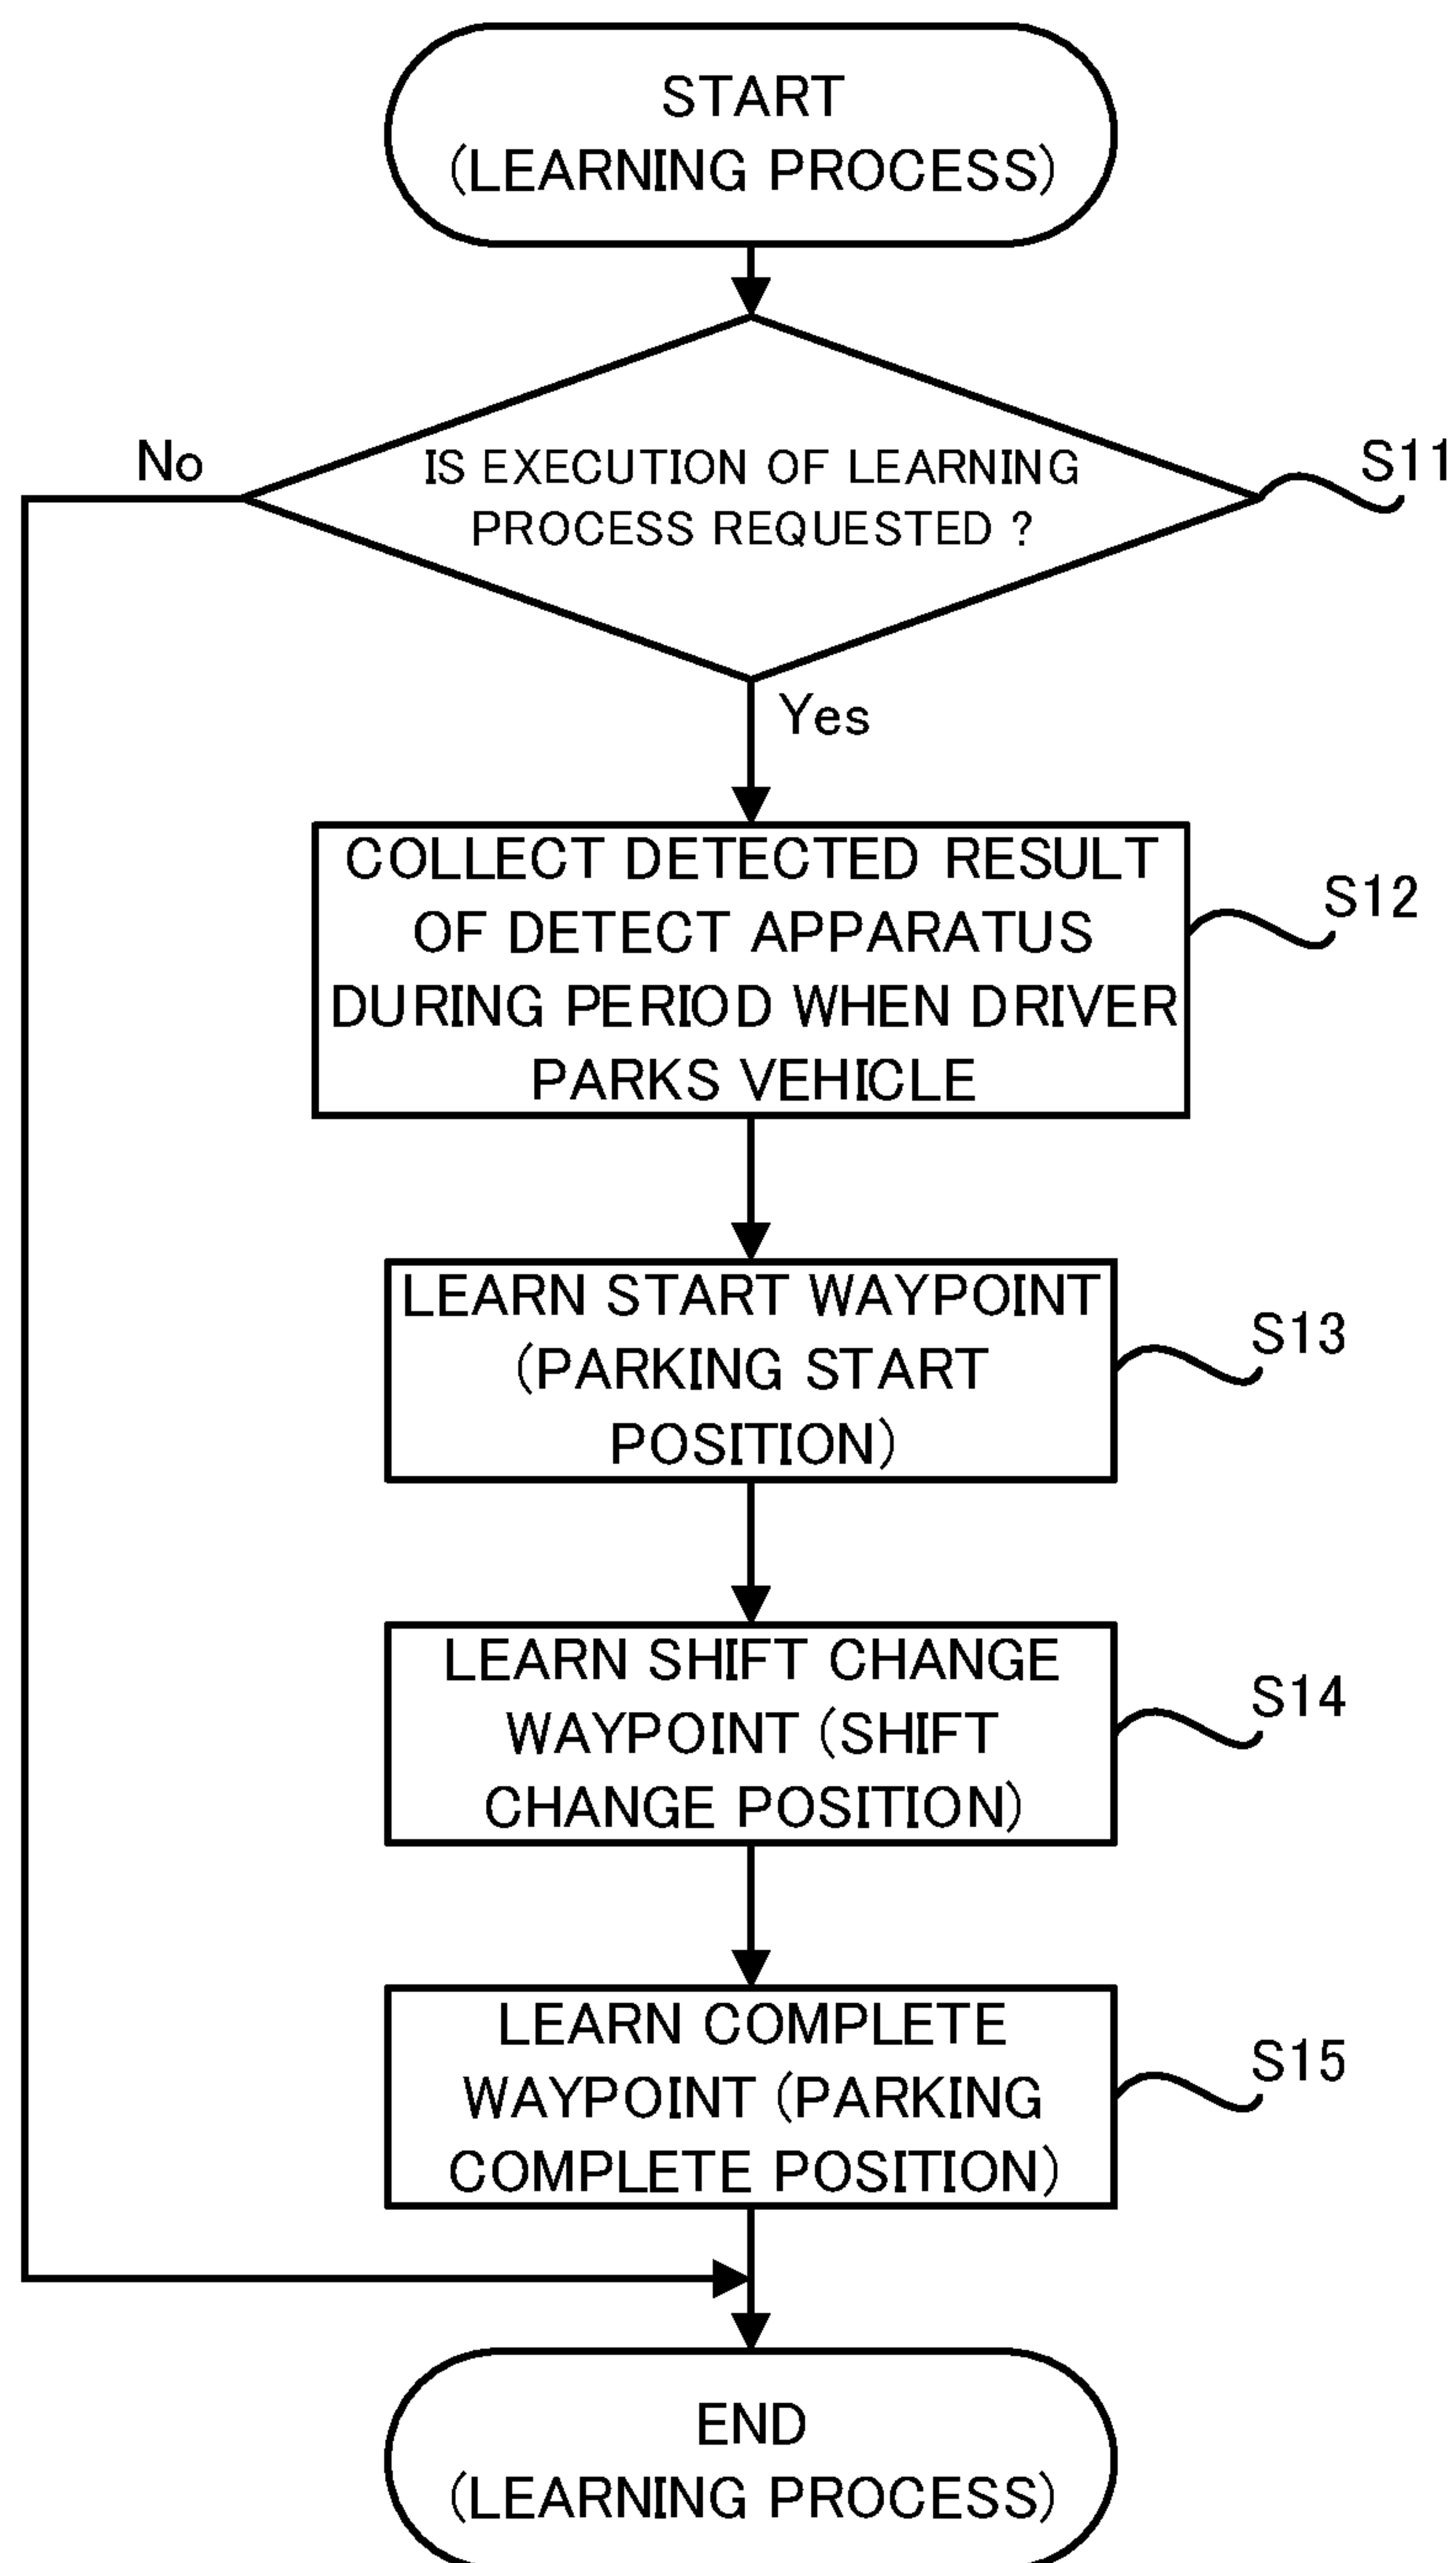 START
(LEARNING PROCESS)
No
IS EXECUTION OF LEARNING
PROCESS REQUESTED ?
S11
Yes
COLLECT DETECTED RESULT
OF DETECT APPARATUS
DURING PERIOD WHEN DRIVER
PARKS VEHICLE
S12
LEARN START WAYPOINT
(PARKING START
POSITION)
S13
LEARN SHIFT CHANGE
WAYPOINT (SHIFT
CHANGE POSITION)
S14
LEARN COMPLETE
WAYPOINT (PARKING
COMPLETE POSITION)
S15
END
(LEARNING PROCESS)